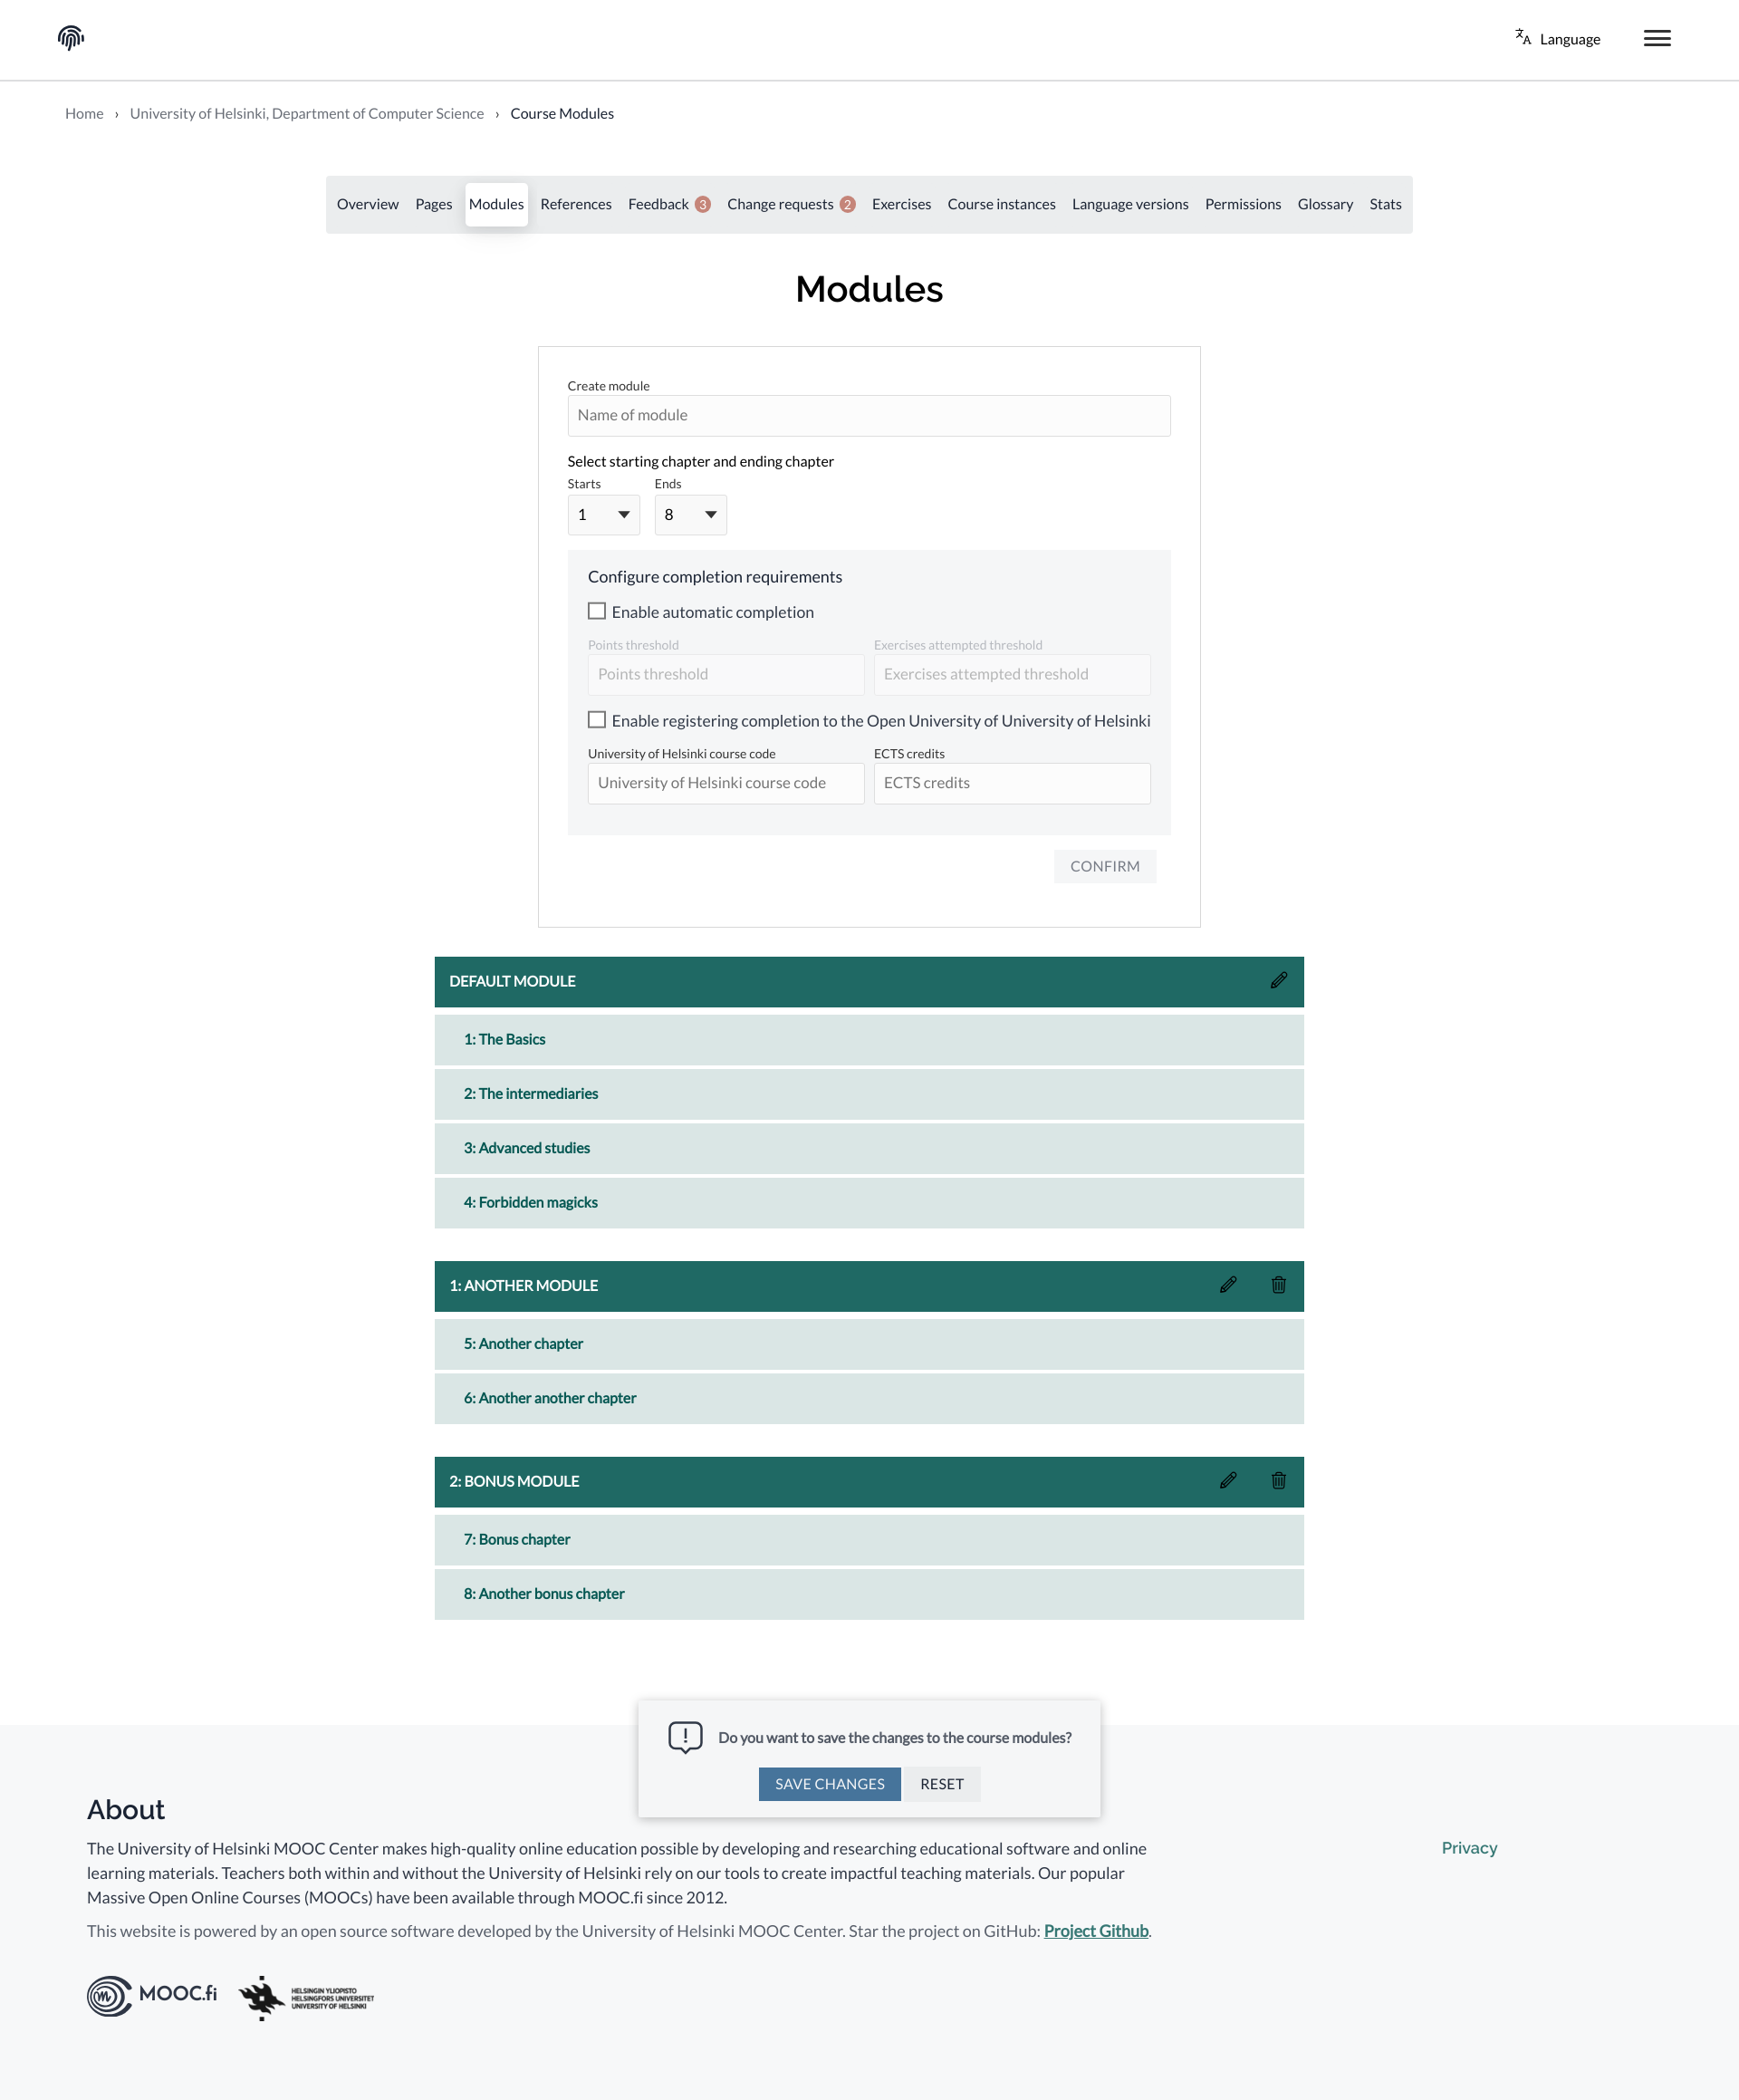 Language
Home › University of Helsinki, Department of Computer Science › Course Modules
Overview Pages Modules References Feedback 3 Change requests 2 Exercises Course instances Language versions Permissions Glossary Stats
Modules
Create module
Name of module
Select starting chapter and ending chapter
Starts Ends
1 8
Configure completion requirements
Enable automatic completion
Points threshold Exercises attempted threshold
Points threshold Exercises attempted threshold
Enable registering completion to the Open University of University of Helsinki
University of Helsinki course code ECTS credits
University of Helsinki course code ECTS credits
CONFIRM
DEFAULT MODULE
1: The Basics
2: The intermediaries
3: Advanced studies
4: Forbidden magicks
1: ANOTHER MODULE
5: Another chapter
6: Another another chapter
2: BONUS MODULE
7: Bonus chapter
8: Another bonus chapter
Do you want to save the changes to the course modules?
SAVE CHANGES RESET
About
The University of Helsinki MOOC Center makes high-quality online education possible by developing and researching educational software and online
learning materials. Teachers both within and without the University of Helsinki rely on our tools to create impactful teaching materials. Our popular
Massive Open Online Courses (MOOCs) have been available through MOOC.fi since 2012.
Privacy
This website is powered by an open source software developed by the University of Helsinki MOOC Center. Star the project on GitHub: Project Github.
MOOC.fi
HELSINGIN YLIOPISTO
HELSINGFORS UNIVERSITET
UNIVERSITY OF HELSINKI